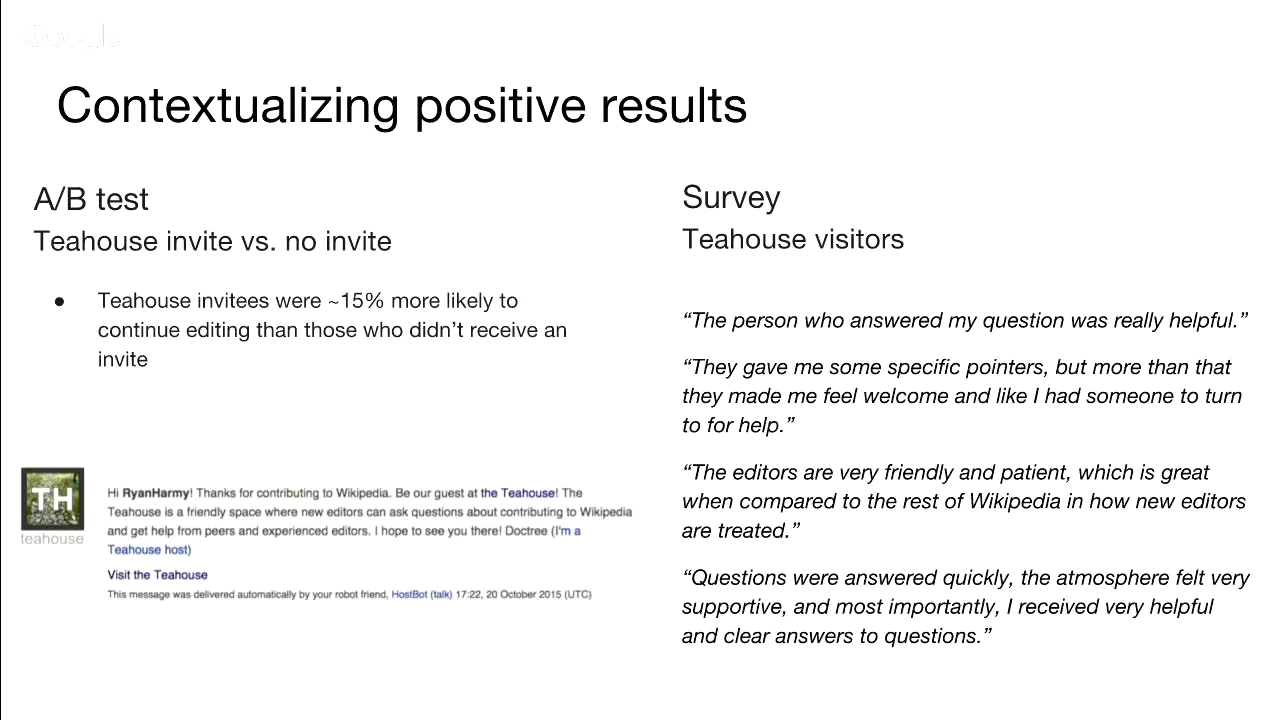 Google
Contextualizing positive results
A/B test
Teahouse invite vs. no invite
● Teahouse invitees were ~15% more likely to
continue editing than those who didn't receive an
invite
TH
teahouse
Hi RyanHarmy! Thanks for contributing to Wikipedia. Be our guest at the Teahouse! The
Teahouse is a friendly space where new editors can ask questions about contributing to Wikipedia
and get help from peers and experienced editors. I hope to see you there! Doctree (I'm a
Teahouse host)
Visit the Teahouse
This message was delivered automatically by your robot friend, HostBot (talk) 17:22, 20 October 2015 (UTC)
Survey
Teahouse visitors
“The person who answered my question was really helpful.”
“They gave me some specific pointers, but more than that
they made me feel welcome and like I had someone to turn
to for help.”
“The editors are very friendly and patient, which is great
when compared to the rest of Wikipedia in how new editors
are treated.”
“Questions were answered quickly, the atmosphere felt very
supportive, and most importantly, I received very helpful
and clear answers to questions.”